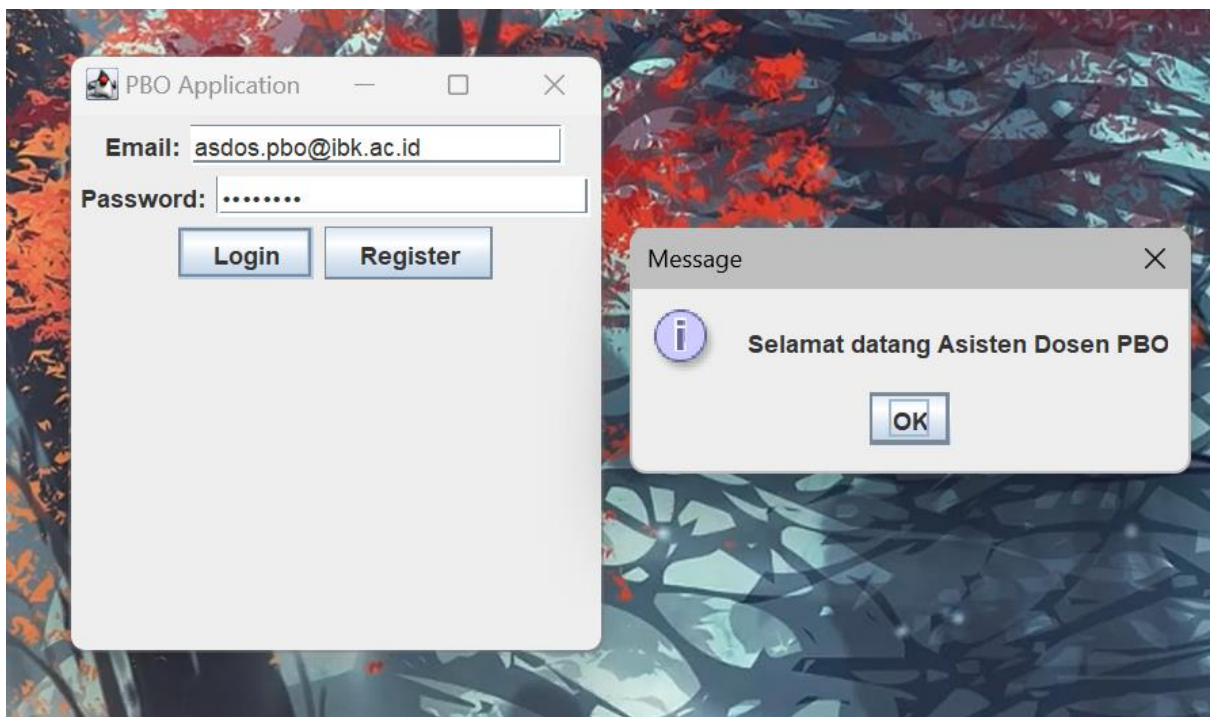 PBO Application
Email: asdos.pbo@ibk.ac.id
Password: ••••••••
Login Register
Message
i
Selamat datang Asisten Dosen PBO
OK